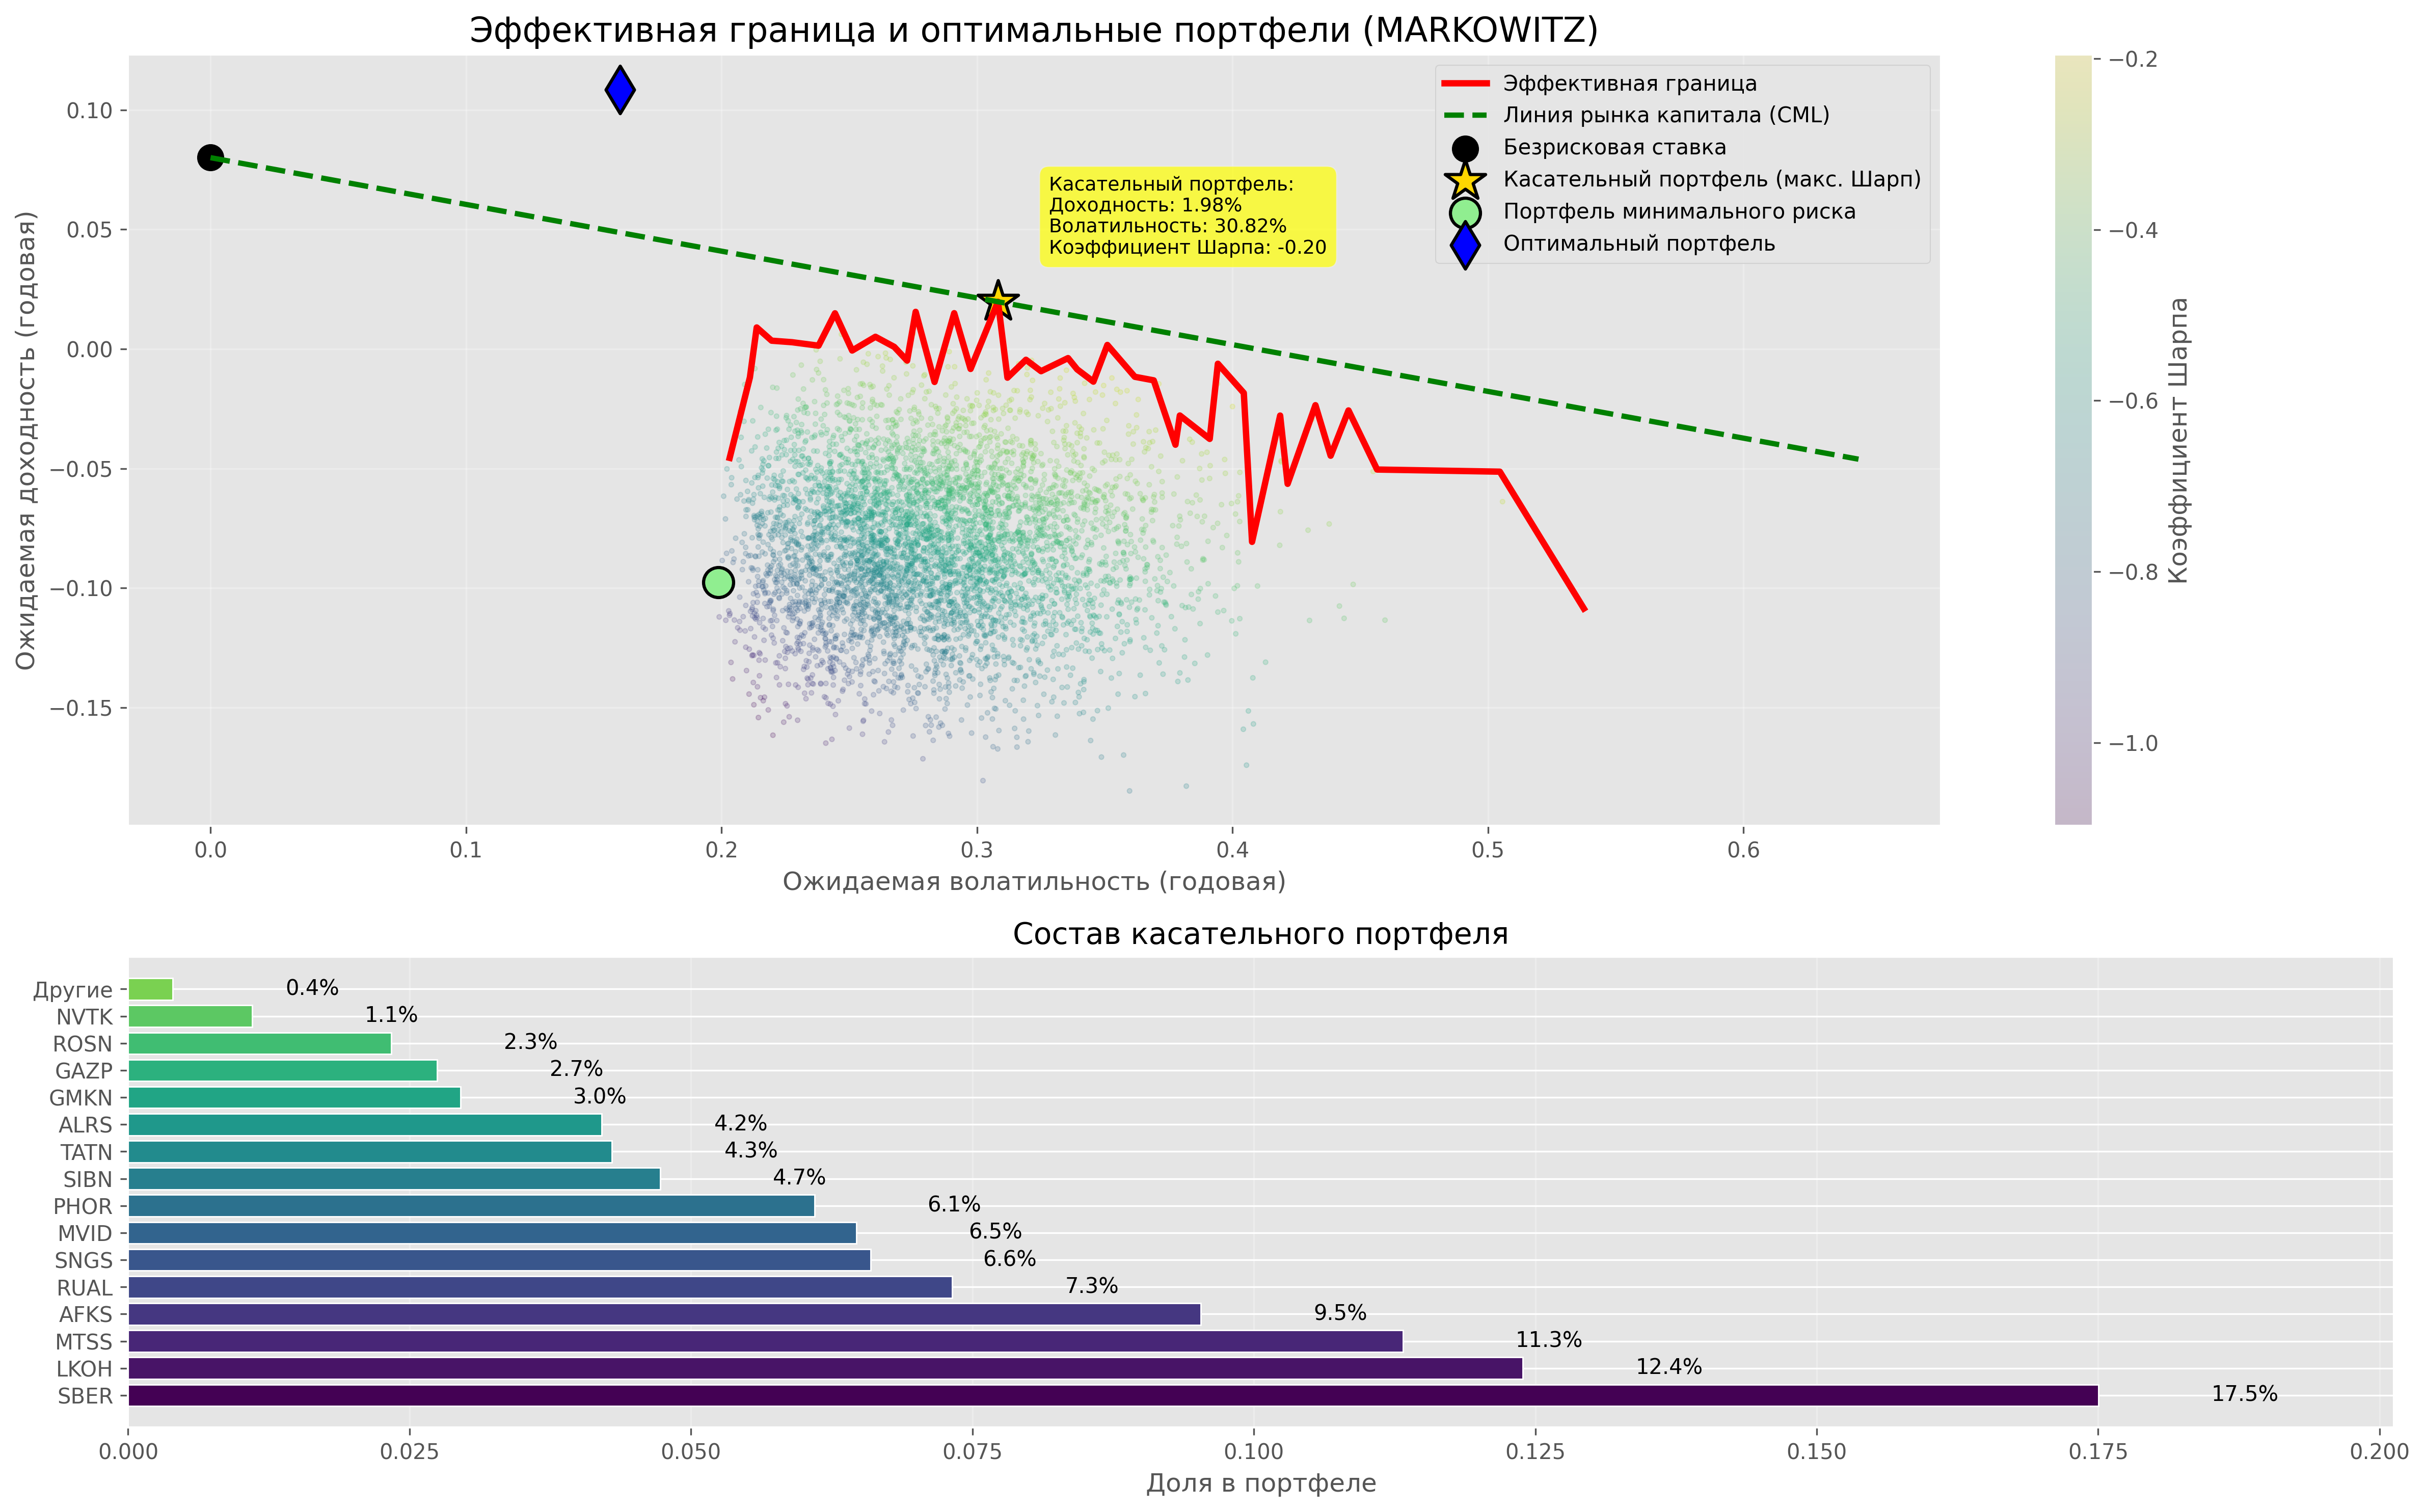 Эффективная граница и оптимальные портфели (MARKOWITZ)
Ожидаемая доходность (годовая)
0.10
0.05
0.00
−0.05
−0.10
−0.15
Эффективная граница
Линия рынка капитала (CML)
Безрисковая ставка
Касательный портфель (макс. Шарп)
Портфель минимального риска
Оптимальный портфель
Касательный портфель:
Доходность: 1.98%
Волатильность: 30.82%
Коэффициент Шарпа: -0.20
0.0 0.1 0.2 0.3 0.4 0.5 0.6
Ожидаемая волатильность (годовая)
−0.2
−0.4
−0.6
−0.8
−1.0
Коэффициент Шарпа
Состав касательного портфеля
Другие 0.4%
NVTK 1.1%
ROSN 2.3%
GAZP 2.7%
GMKN 3.0%
ALRS 4.2%
TATN 4.3%
SIBN 4.7%
PHOR 6.1%
MVID 6.5%
SNGS 6.6%
RUAL 7.3%
AFKS 9.5%
MTSS 11.3%
LKOH 12.4%
SBER 17.5%
0.000 0.025 0.050 0.075 0.100 0.125 0.150 0.175 0.200
Доля в портфеле